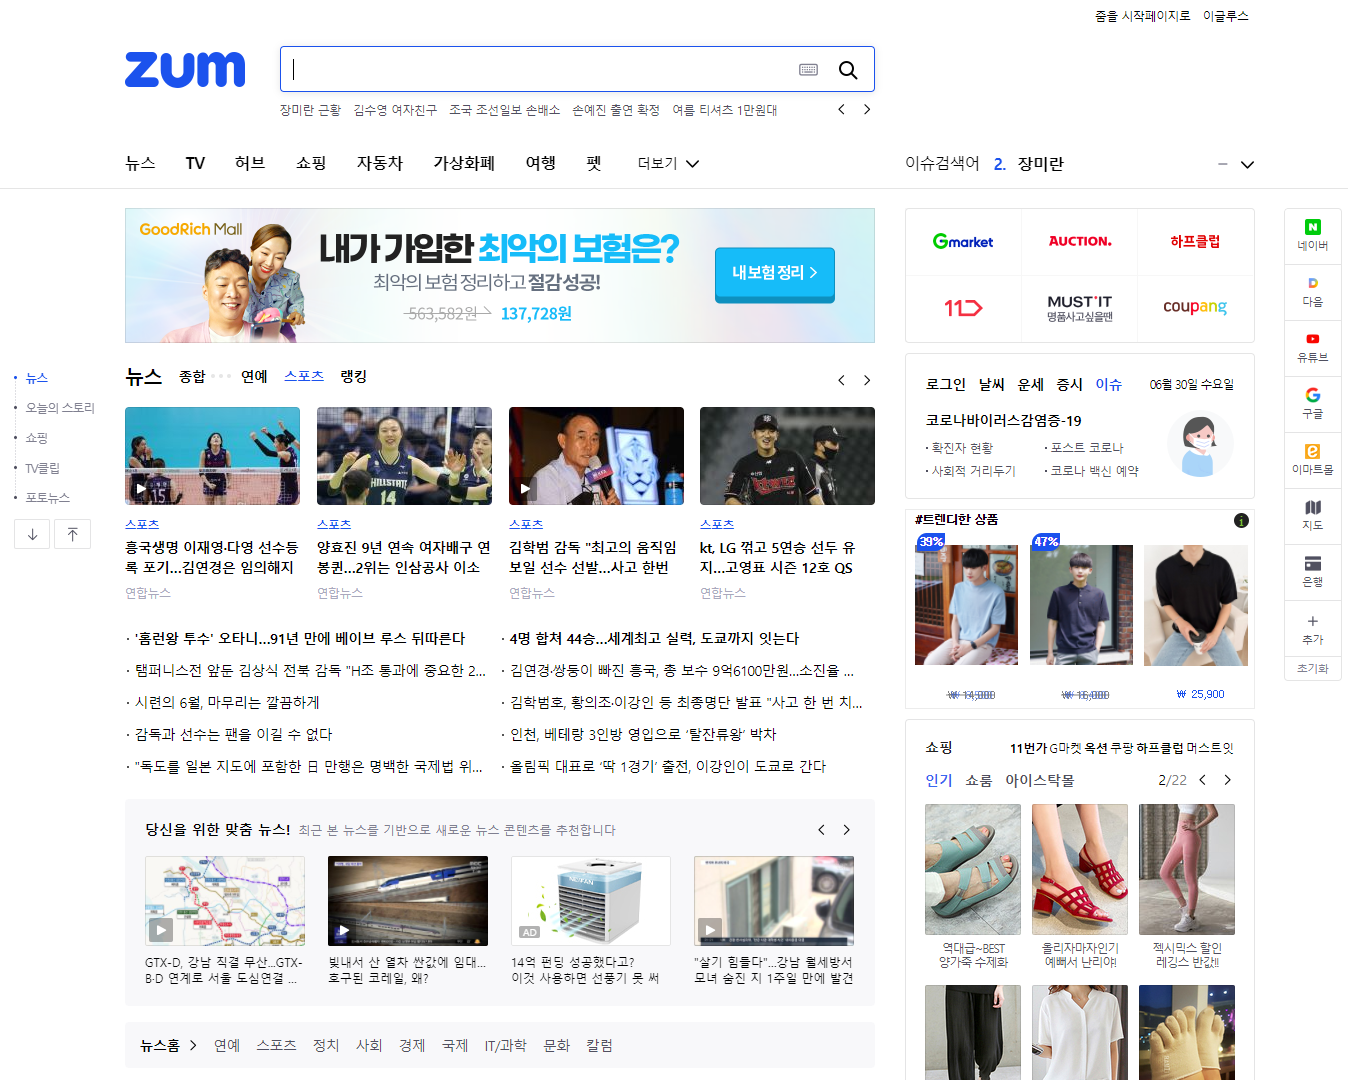 줌을 시작페이지로 이글루스
zum
장미란 근황 김수영 여자친구 조국 조선일보 손배소 손예진 출연 확정 여름 티셔츠 1만원대
뉴스 TV 허브 쇼핑 자동차 가상화폐 여행 펫 더보기
이슈검색어 2. 장미란
GoodRich Mall
내가 가입한 최악의 보험은?
최악의 보험 정리하고 절감 성공!
563,582원 137,728원
내 보험 정리 >
Gmarket AUCTION. 하프클럽
11 MUST'IT 명품사고싶을땐 coupang
네이버
다음
유튜브
구글
이마트몰
지도
은행
추가
초기화
뉴스
오늘의 스토리
쇼핑
TV클립
포토뉴스
뉴스 종합 연예 스포츠 랭킹
스포츠
흥국생명 이재영·다영 선수등
록 포기...김연경은 임의해지
연합뉴스
스포츠
양효진 9년 연속 여자배구 연
봉퀸...2위는 인삼공사 이소
연합뉴스
스포츠
김학범 감독 "최고의 움직임
보일 선수 선발...사고 한번
연합뉴스
스포츠
kt, LG 꺾고 5연승 선두 유
지...고영표 시즌 12호 QS
연합뉴스
· '홈런왕 투수' 오타니...91년 만에 베이브 루스 뒤따른다
· 탭퍼니스전 앞둔 김상식 전북 감독 "H조 통과에 중요한 2...
· 시련의 6월, 마무리는 깔끔하게
· 감독과 선수는 팬을 이길 수 없다
· "독도를 일본 지도에 포함한 日 만행은 명백한 국제법 위...
· 4명 합쳐 44승...세계최고 실력, 도쿄까지 잇는다
· 김연경·쌍둥이 빠진 흥국, 총 보수 9억6100만원...소진율 ...
· 김학범호, 황의조·이강인 등 최종명단 발표 "사고 한 번 치...
· 인천, 베테랑 3인방 영입으로 '탈잔류왕' 박차
· 올림픽 대표로 '딱 1경기' 출전, 이강인이 도쿄로 간다
로그인 날씨 운세 증시 이슈 06월 30일 수요일
코로나바이러스감염증-19
· 확진자 현황 · 포스트 코로나
· 사회적 거리두기 · 코로나 백신 예약
#트렌디한 상품
39% 47%
₩ 25,900
쇼핑 11번가 G마켓 옥션 쿠팡 하프클럽 머스트잇
인기 쇼룸 아이스탁몰 2/22
역대급~BEST
양가죽 수제화
올리자마자인기
예뻐서 난리야!
젝시믹스 할인
레깅스 반값!!
당신을 위한 맞춤 뉴스! 최근 본 뉴스를 기반으로 새로운 뉴스 콘텐츠를 추천합니다
GTX-D, 강남 직결 무산...GTX-
B·D 연계로 서울 도심연결 ...
빚내서 산 열차 싼값에 임대...
호구된 코레일, 왜?
AD
14억 펀딩 성공했다고?
이것 사용하면 선풍기 못 써
"살기 힘들다"...강남 월세방서
모녀 숨진 지 1주일 만에 발견
뉴스홈 > 연예 스포츠 정치 사회 경제 국제 IT/과학 문화 칼럼